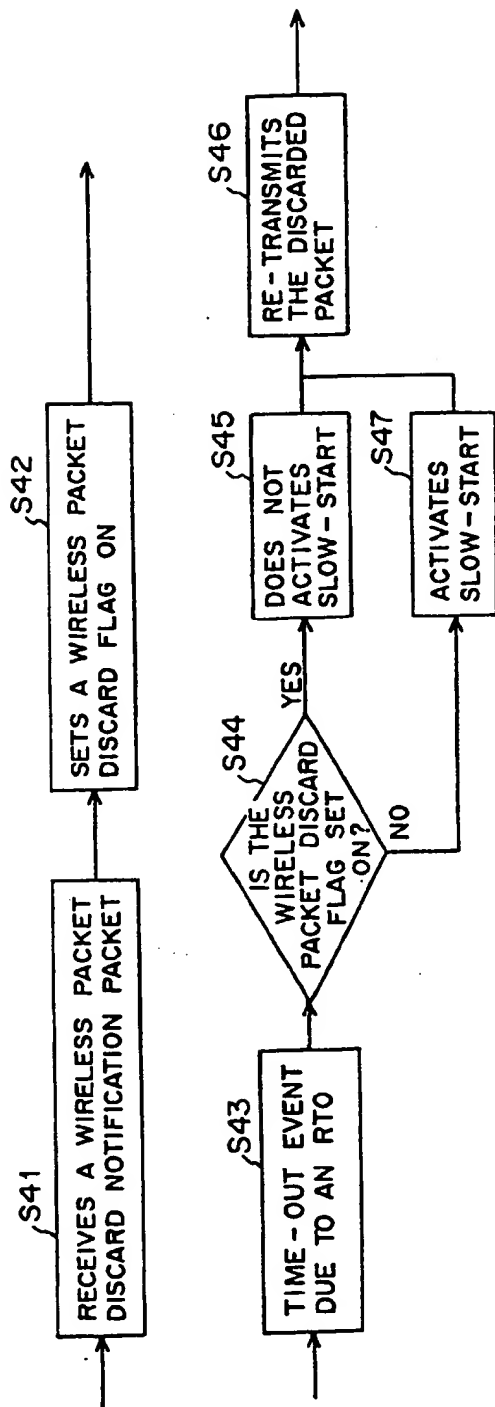 S41
RECEIVES A WIRELESS PACKET
DISCARD NOTIFICATION PACKET
S42
SETS A WIRELESS PACKET
DISCARD FLAG ON
S43
TIME-OUT EVENT
DUE TO AN RTO
S44
IS THE
WIRELESS
PACKET DISCARD
FLAG SET
ON?
YES
NO
S45
DOES NOT
ACTIVATES
SLOW-START
S47
ACTIVATES
SLOW-START
S46
RE-TRANSMITS
THE DISCARDED
PACKET